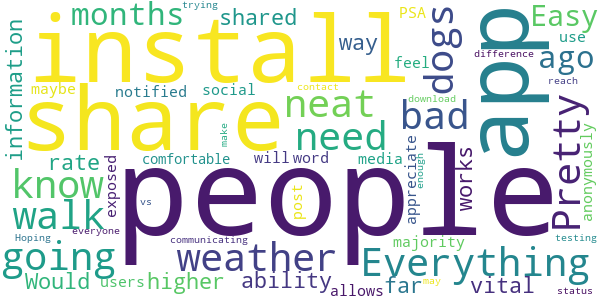 trying
months shared PSA Easy
install app
dogs way use
difference
ago
information maybe notified social feel reach
contact
share neat bad download
anonymously
need Pretty
make
rate comfortable will word media appreciate enough works
know people exposed
post
walk vs
Hoping everyone communicating majority testing
going weather Everything
Would users higher ability allows far may vital status